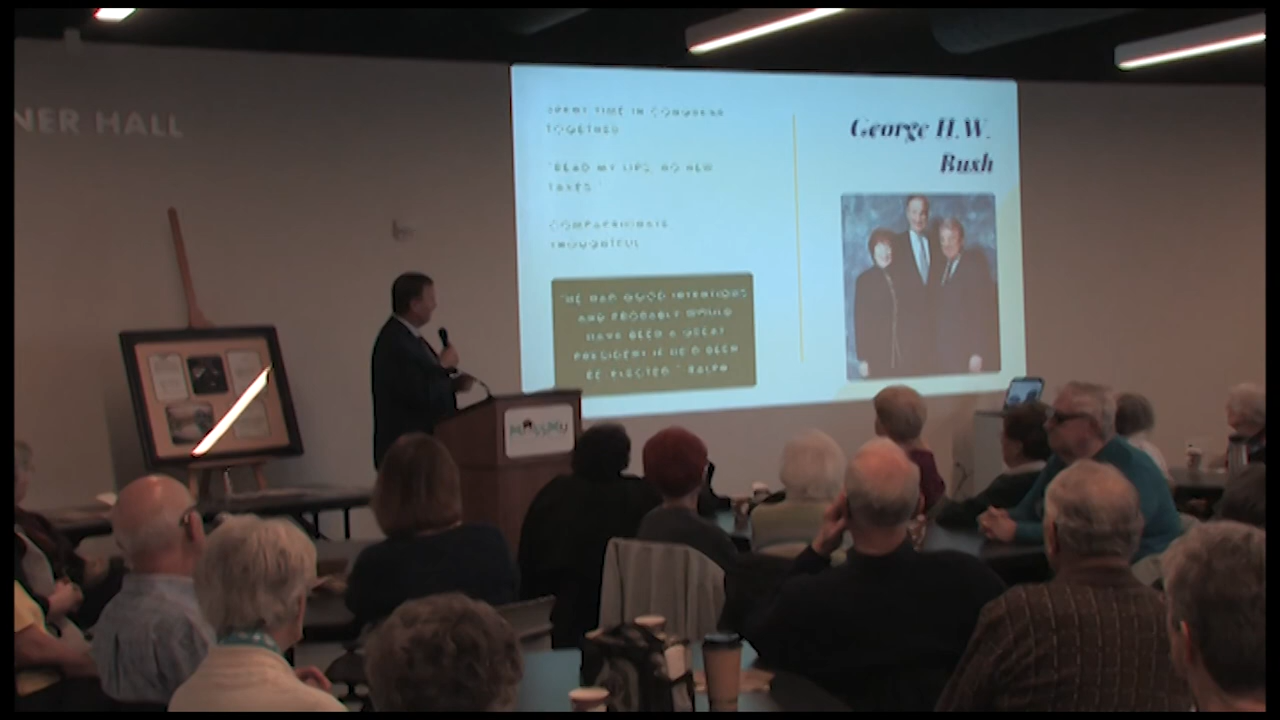 NER HALL
SPENT TIME IN CONGRESS
TOGETHER
"READ MY LIPS, NO NEW
TAXES."
COMPASSIONATE
THOUGHTFUL
"HE HAD GOOD INTENTIONS
AND PROBABLY WOULD
HAVE BEEN A GREAT
PRESIDENT IF HE'D BEEN
RE-ELECTED." RALPH
George H.W.
Bush